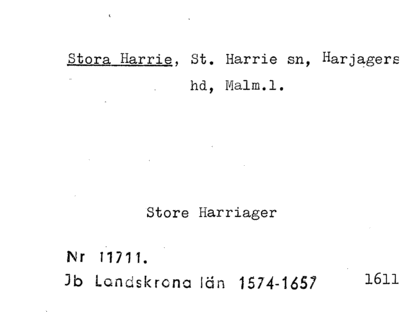 Stora Harrie, St. Harrie sn, Harjagers
hd, Malm.l.
Store Harriager
Nr 11711.
Jb Landskrona län 1574-1657 1611